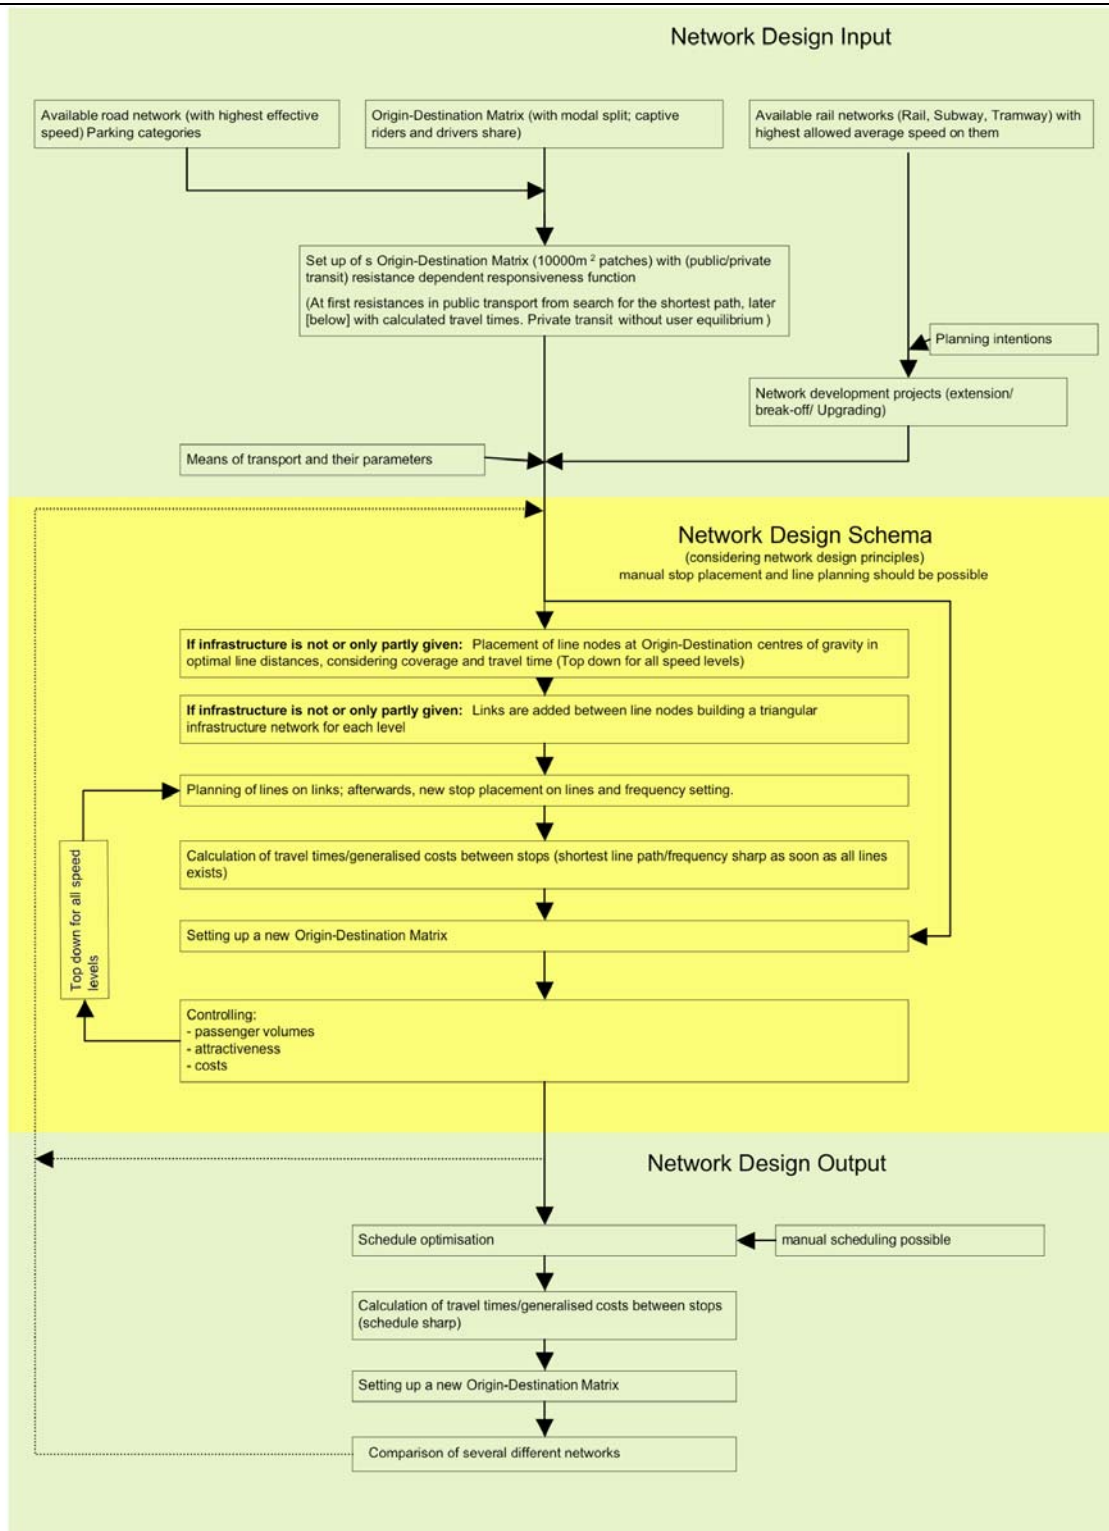 Network Design Input
Available road network (with highest effective
speed) Parking categories
Origin-Destination Matrix (with modal split; captive
riders and drivers share)
Available rail networks (Rail, Subway, Tramway) with
highest allowed average speed on them
Set up of s Origin-Destination Matrix (10000m ² patches) with (public/private
transit) resistance dependent responsiveness function
(At first resistances in public transport from search for the shortest path, later
[below] with calculated travel times. Private transit without user equilibrium )
Planning intentions
Network development projects (extension/
break-off/ Upgrading)
Means of transport and their parameters
Network Design Schema
(considering network design principles)
manual stop placement and line planning should be possible
If infrastructure is not or only partly given: Placement of line nodes at Origin-Destination centres of gravity in
optimal line distances, considering coverage and travel time (Top down for all speed levels)
If infrastructure is not or only partly given: Links are added between line nodes building a triangular
infrastructure network for each level
Planning of lines on links; afterwards, new stop placement on lines and frequency setting.
Calculation of travel times/generalised costs between stops (shortest line path/frequency sharp as soon as all lines
exists)
Top down for all speed
levels
Setting up a new Origin-Destination Matrix
Controlling:
- passenger volumes
- attractiveness
- costs
Network Design Output
Schedule optimisation
manual scheduling possible
Calculation of travel times/generalised costs between stops
(schedule sharp)
Setting up a new Origin-Destination Matrix
Comparison of several different networks